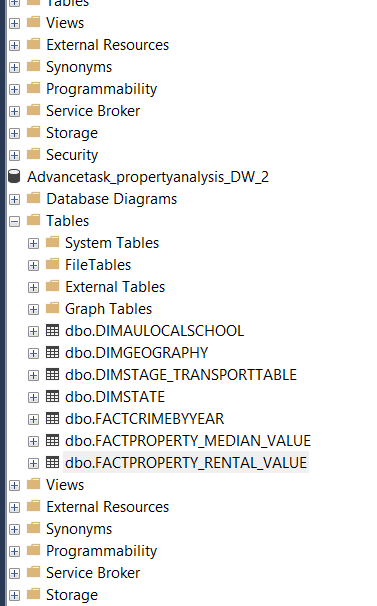 Tables
Views
External Resources
Synonyms
Programmability
Service Broker
Storage
Security
Advancetask_propertyanalysis_DW_2
Database Diagrams
Tables
System Tables
FileTables
External Tables
Graph Tables
dbo.DIMAULOCALSCHOOL
dbo.DIMGEOGRAPHY
dbo.DIMSTAGE_TRANSPORTTABLE
dbo.DIMSTATE
dbo.FACTCRIMEBYYEAR
dbo.FACTPROPERTY_MEDIAN_VALUE
dbo.FACTPROPERTY_RENTAL_VALUE
Views
External Resources
Synonyms
Programmability
Service Broker
Storage